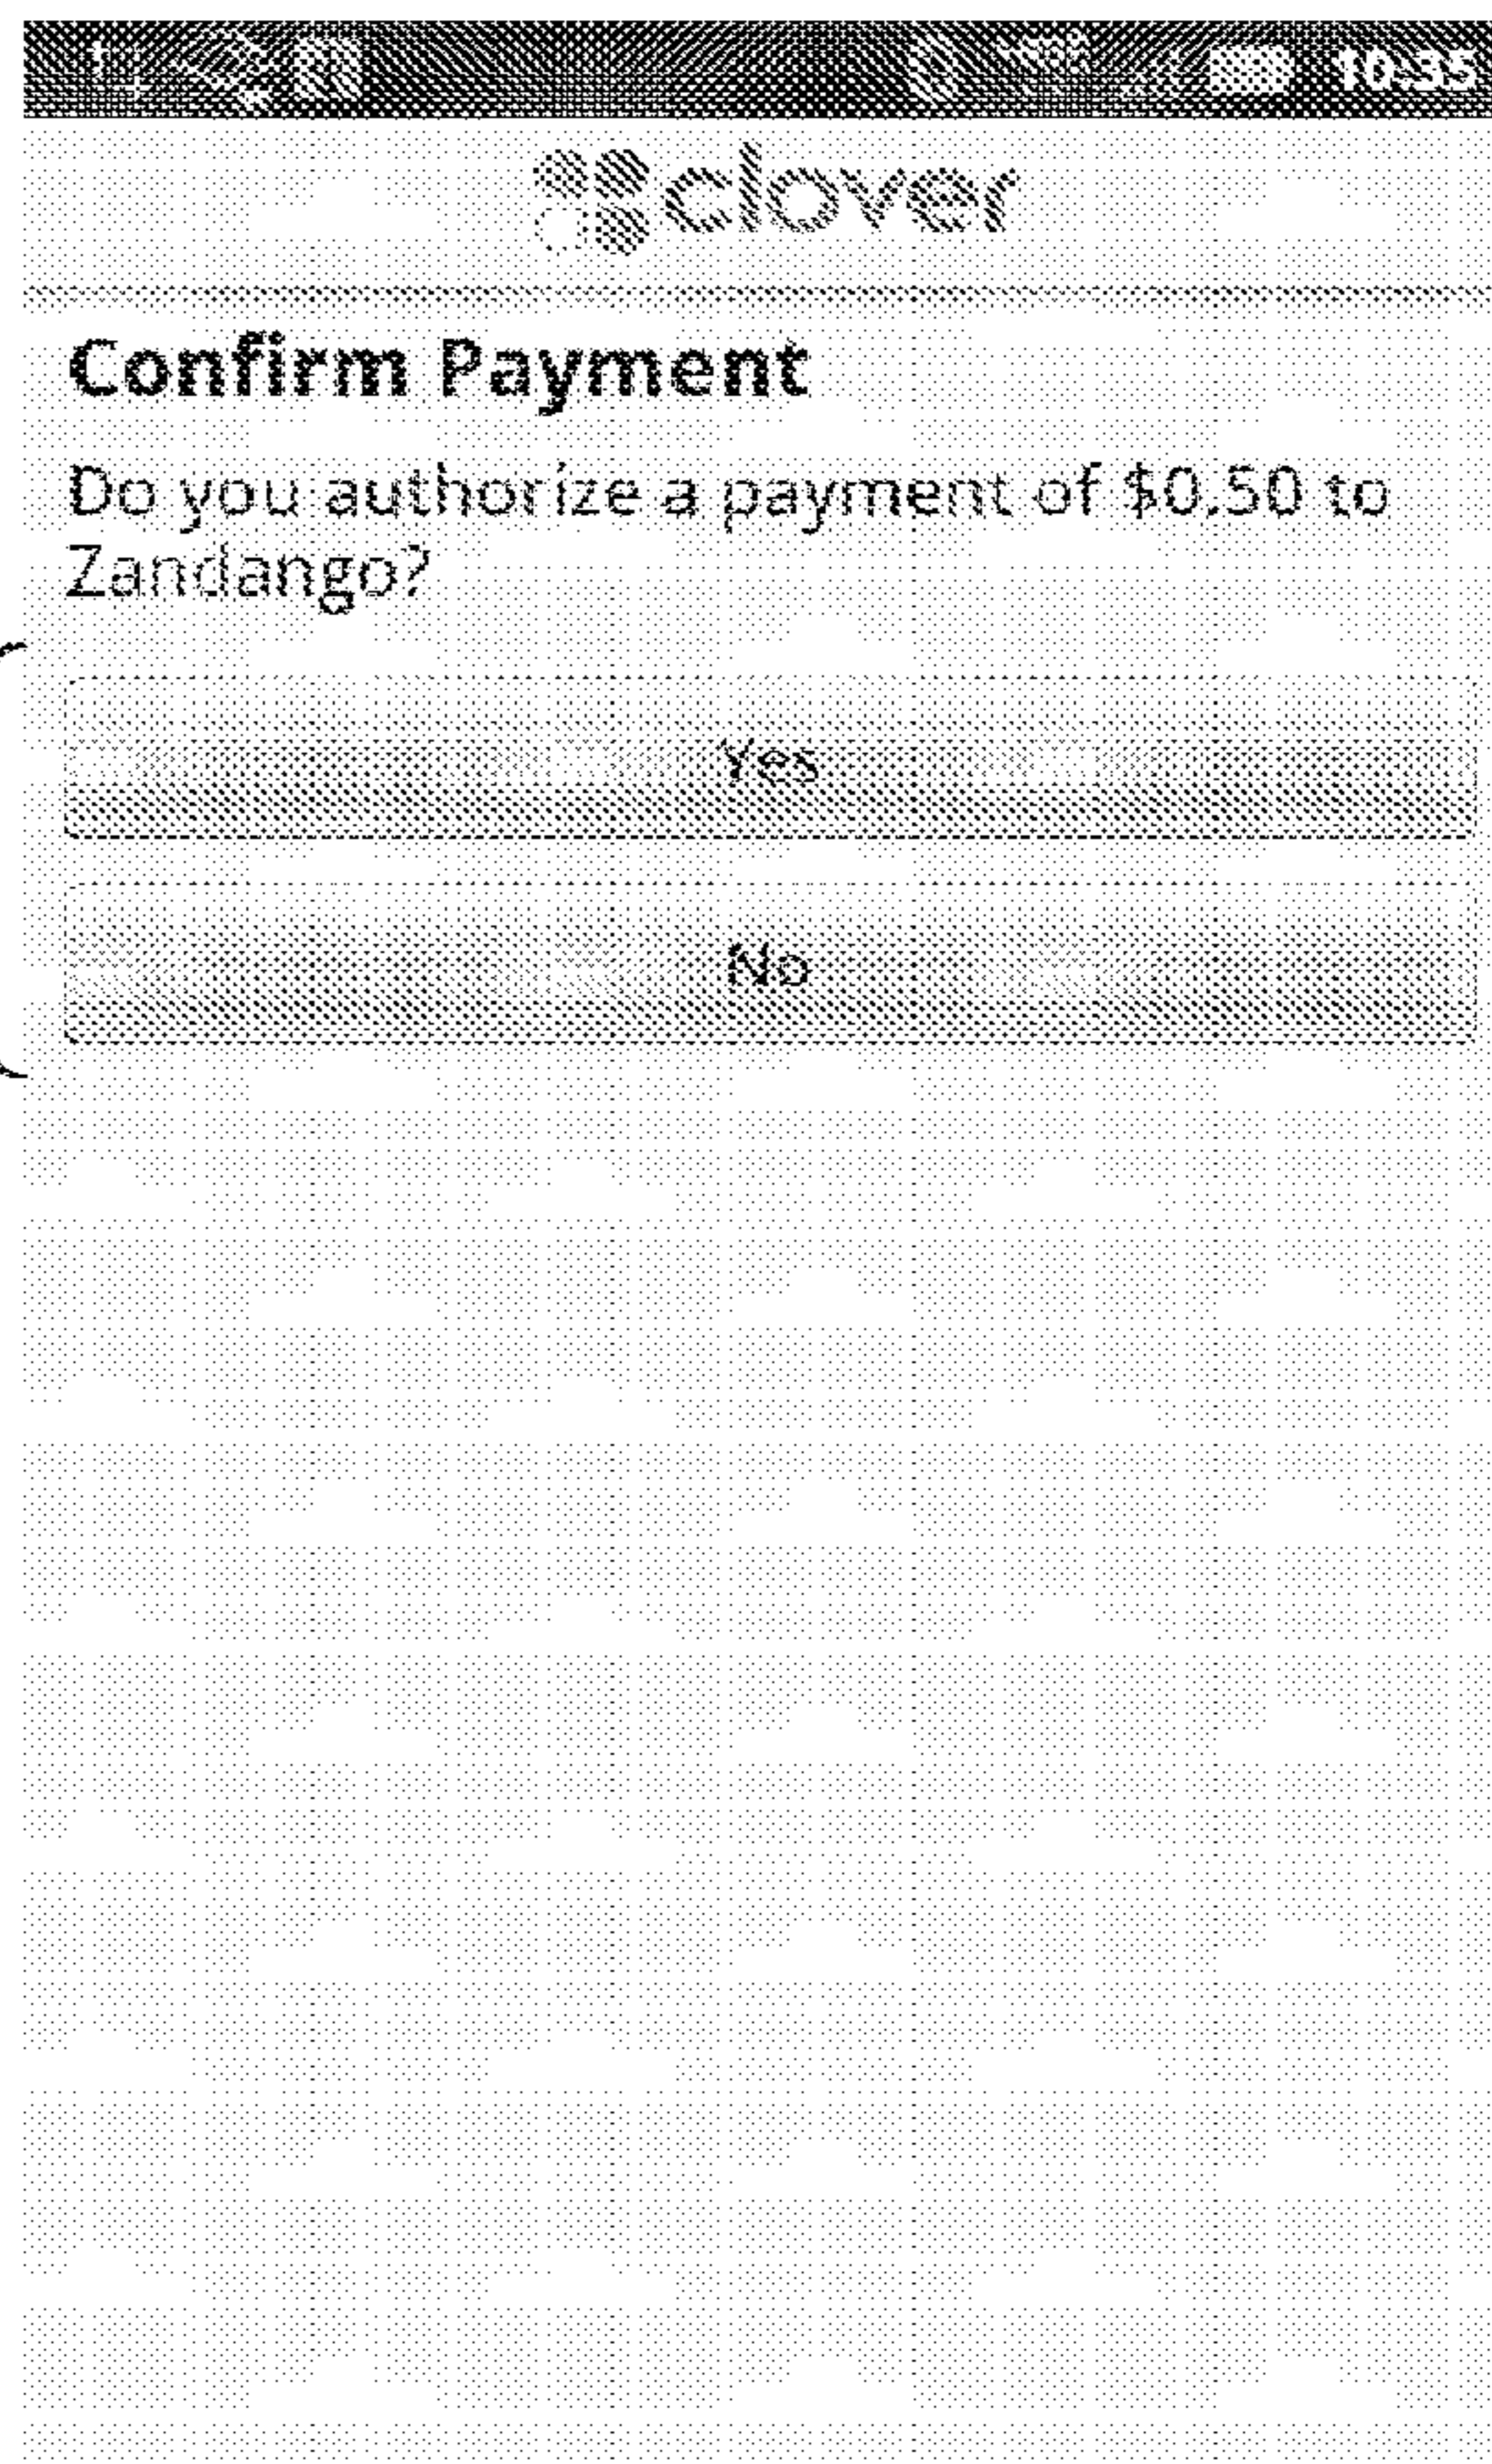 10:35
clover
Confirm Payment
Do you authorize a payment of $0.50 to
Zandango?
Yes
No